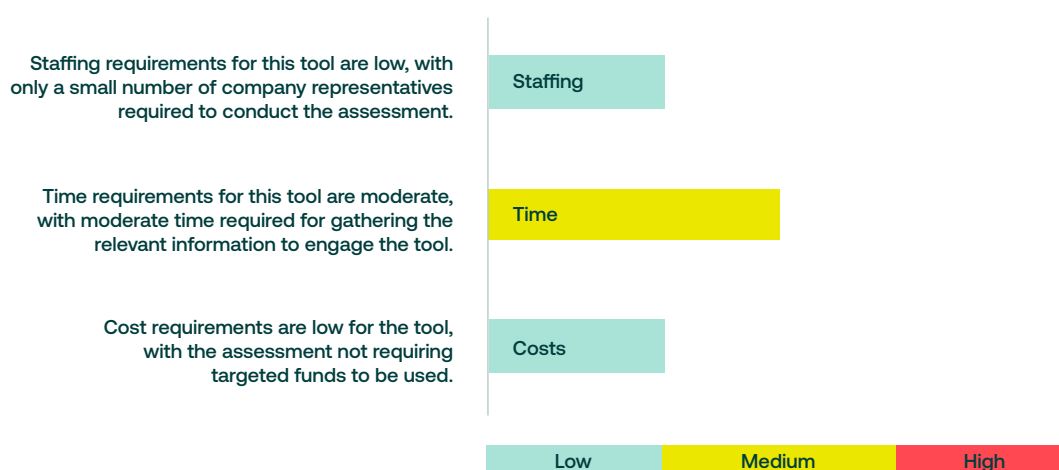 Staffing requirements for this tool are low, with
only a small number of company representatives
required to conduct the assessment.
Staffing
Time requirements for this tool are moderate,
with moderate time required for gathering the
relevant information to engage the tool.
Time
Cost requirements are low for the tool,
with the assessment not requiring
targeted funds to be used.
Costs
Low Medium High